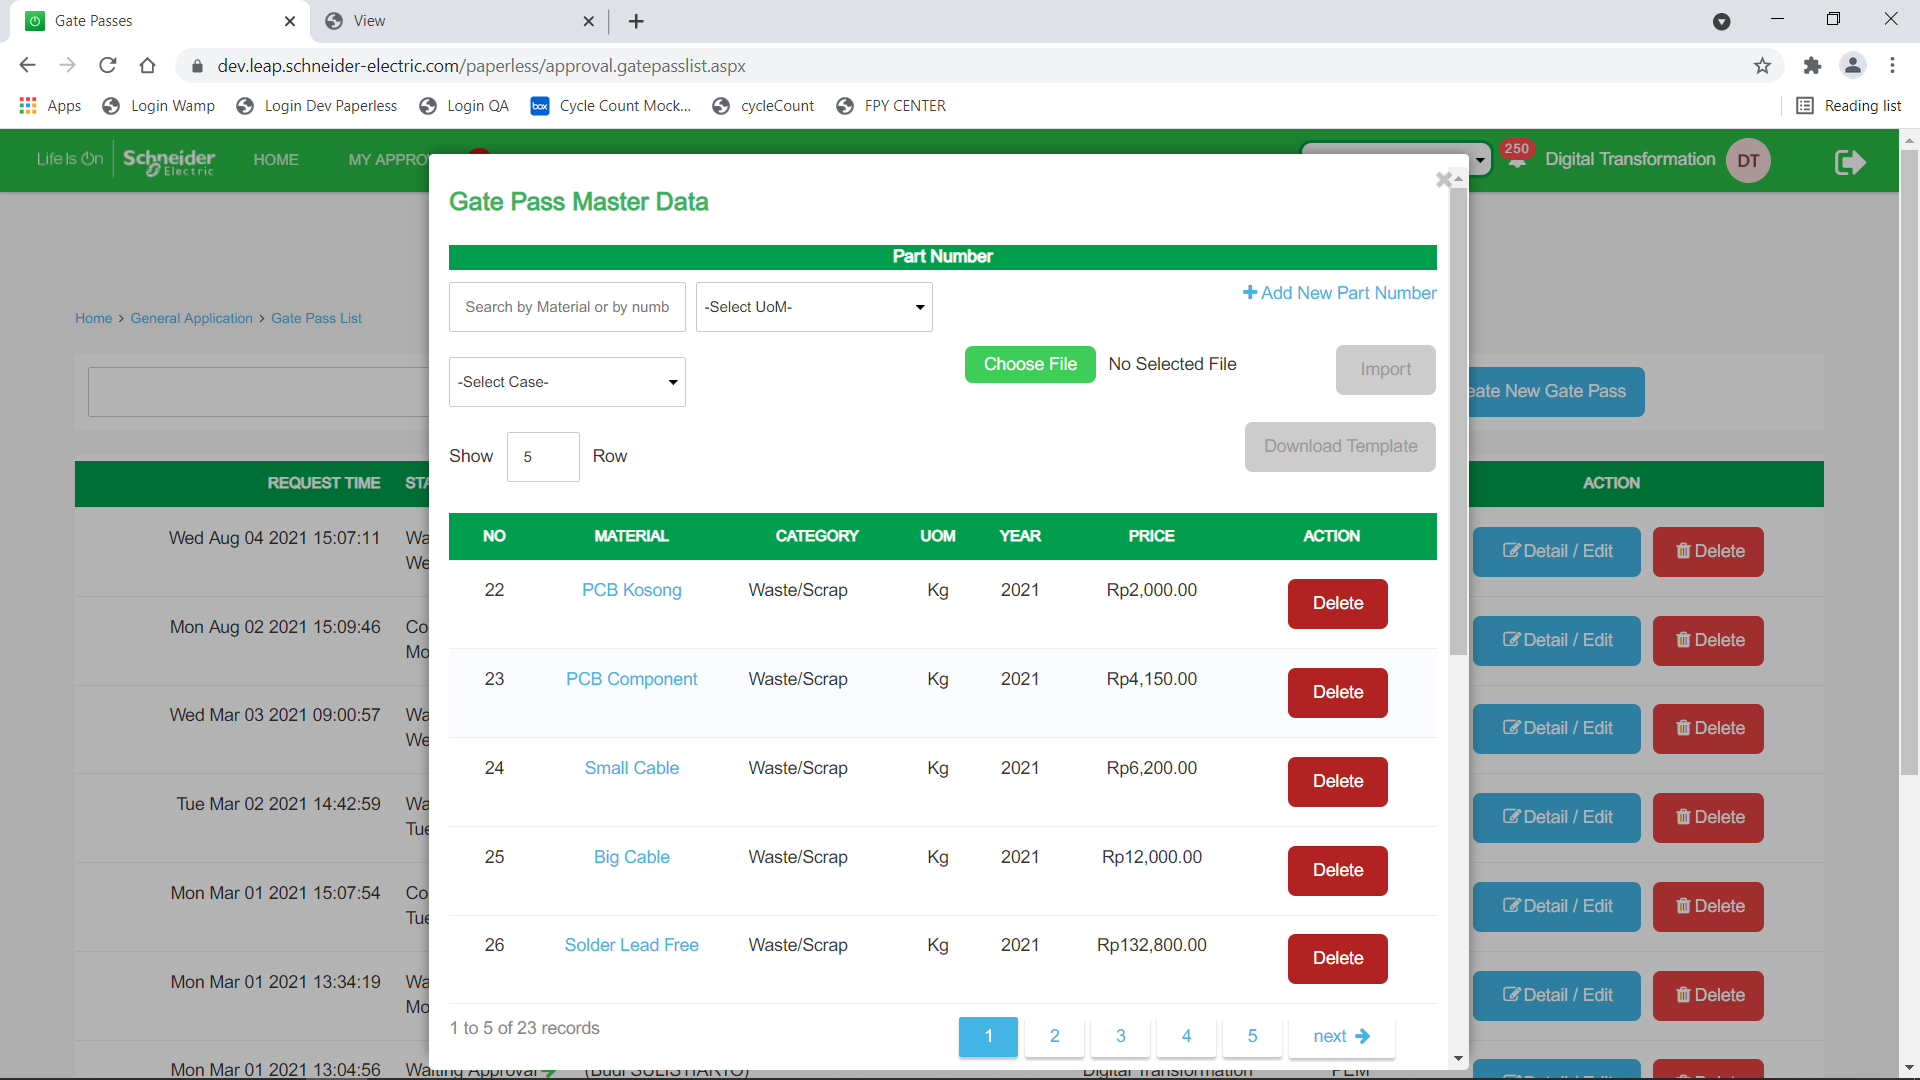 Gate Passes
View
dev.leap.schneider-electric.com/paperless/approval.gatepasslist.aspx
Apps
Login Wamp
Login Dev Paperless
Login QA
box
Cycle Count Mock...
cycleCount
FPY CENTER
Reading list
Life Is On
Schneider Electric
HOME
MY APPRO
250
Digital Transformation
DT
Home > General Application > Gate Pass List
eate New Gate Pass
REQUEST TIME STA ACTION
Wed Aug 04 2021 15:07:11 Wa
We
Detail / Edit Delete
Mon Aug 02 2021 15:09:46 Co
Mo
Detail / Edit Delete
Wed Mar 03 2021 09:00:57 Wa
We
Detail / Edit Delete
Tue Mar 02 2021 14:42:59 Wa
Tue
Detail / Edit Delete
Mon Mar 01 2021 15:07:54 Co
Tue
Detail / Edit Delete
Mon Mar 01 2021 13:34:19 Wa
Mo
Detail / Edit Delete
Mon Mar 01 2021 13:04:56 Waiting Approval (Budi SULISTIARTO) Digital Transformation PEM
Gate Pass Master Data
Part Number
Search by Material or by numb
-Select UoM-
Add New Part Number
-Select Case-
Choose File No Selected File
Import
Show 5 Row
Download Template
NO MATERIAL CATEGORY UOM YEAR PRICE ACTION
22 PCB Kosong Waste/Scrap Kg 2021 Rp2,000.00 Delete
23 PCB Component Waste/Scrap Kg 2021 Rp4,150.00 Delete
24 Small Cable Waste/Scrap Kg 2021 Rp6,200.00 Delete
25 Big Cable Waste/Scrap Kg 2021 Rp12,000.00 Delete
26 Solder Lead Free Waste/Scrap Kg 2021 Rp132,800.00 Delete
1 to 5 of 23 records
1 2 3 4 5 next